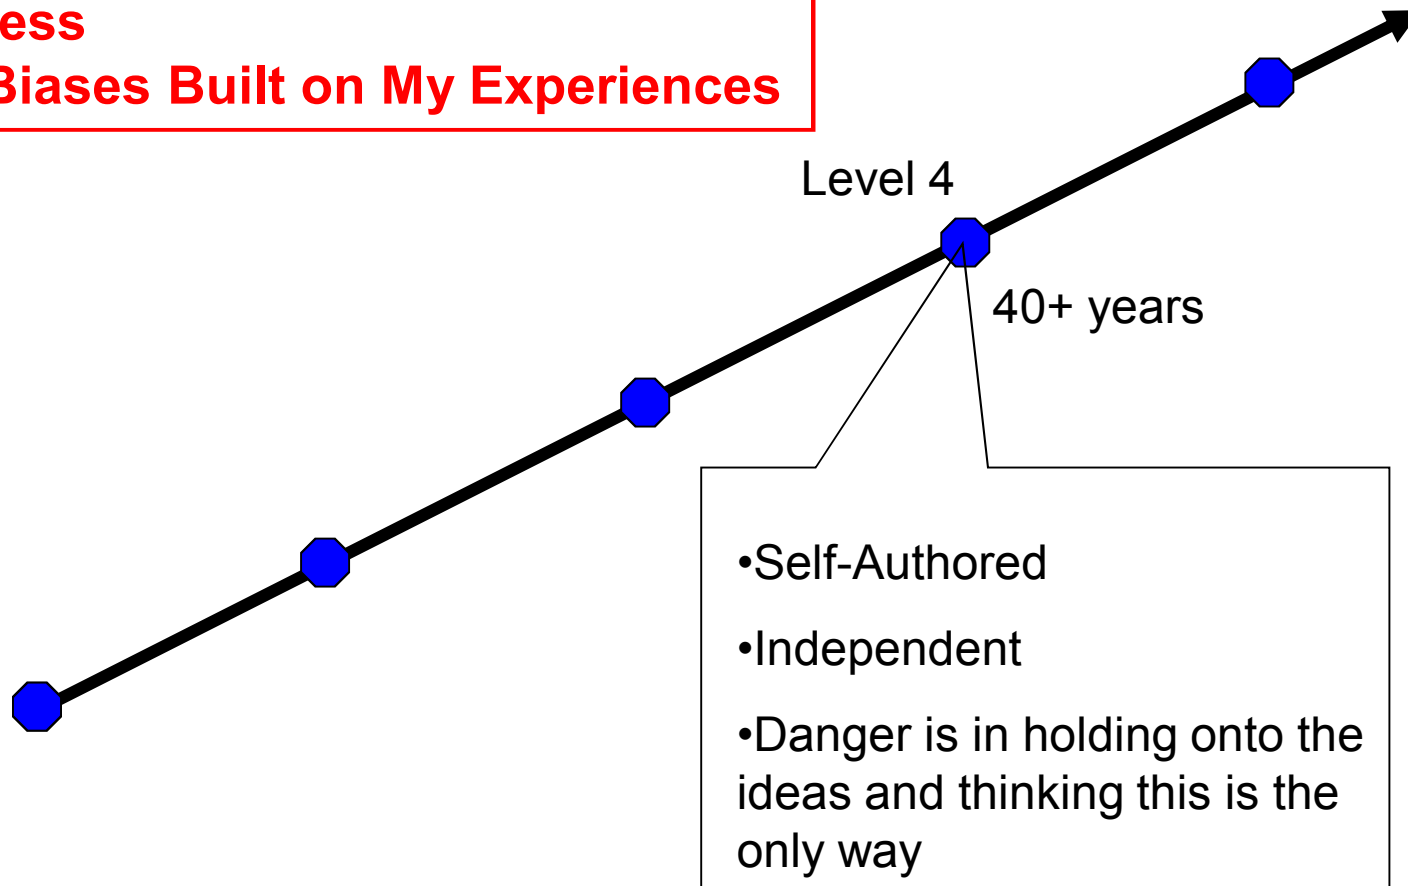 ess
Biases Built on My Experiences
Level 4
40+ years
•Self-Authored
•Independent
•Danger is in holding onto the
ideas and thinking this is the
only way